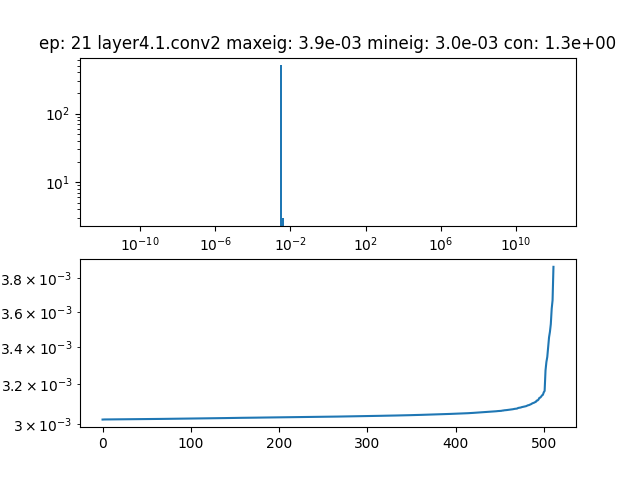 ep: 21 layer4.1.conv2 maxeig: 3.9e-03 mineig: 3.0e-03 con: 1.3e+00
10²
10¹
10⁻¹⁰ 10⁻⁶ 10⁻² 10² 10⁶ 10¹⁰
3.8 × 10⁻³
3.6 × 10⁻³
3.4 × 10⁻³
3.2 × 10⁻³
3 × 10⁻³
0 100 200 300 400 500